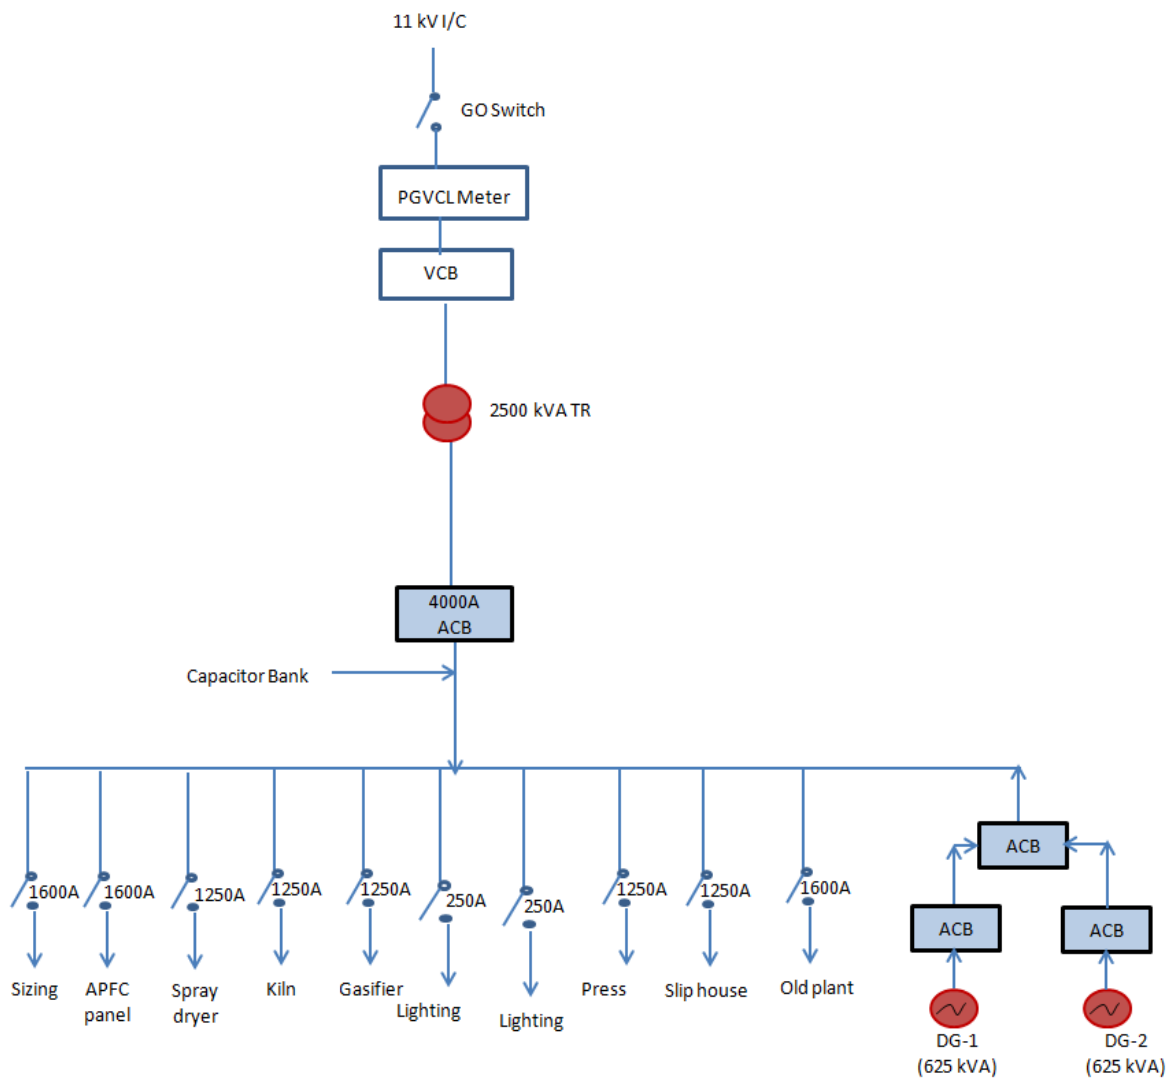 11 kV I/C
GO Switch
PGVCL Meter
VCB
2500 kVA TR
4000A
ACB
Capacitor Bank
ACB
1600A
1600A
1250A
1250A
1250A
250A
250A
1250A
1250A
1600A
ACB
ACB
Sizing
APFC
panel
Spray
dryer
Kiln
Gasifier
Lighting
Lighting
Press
Slip house
Old plant
DG-1
(625 kVA)
DG-2
(625 kVA)